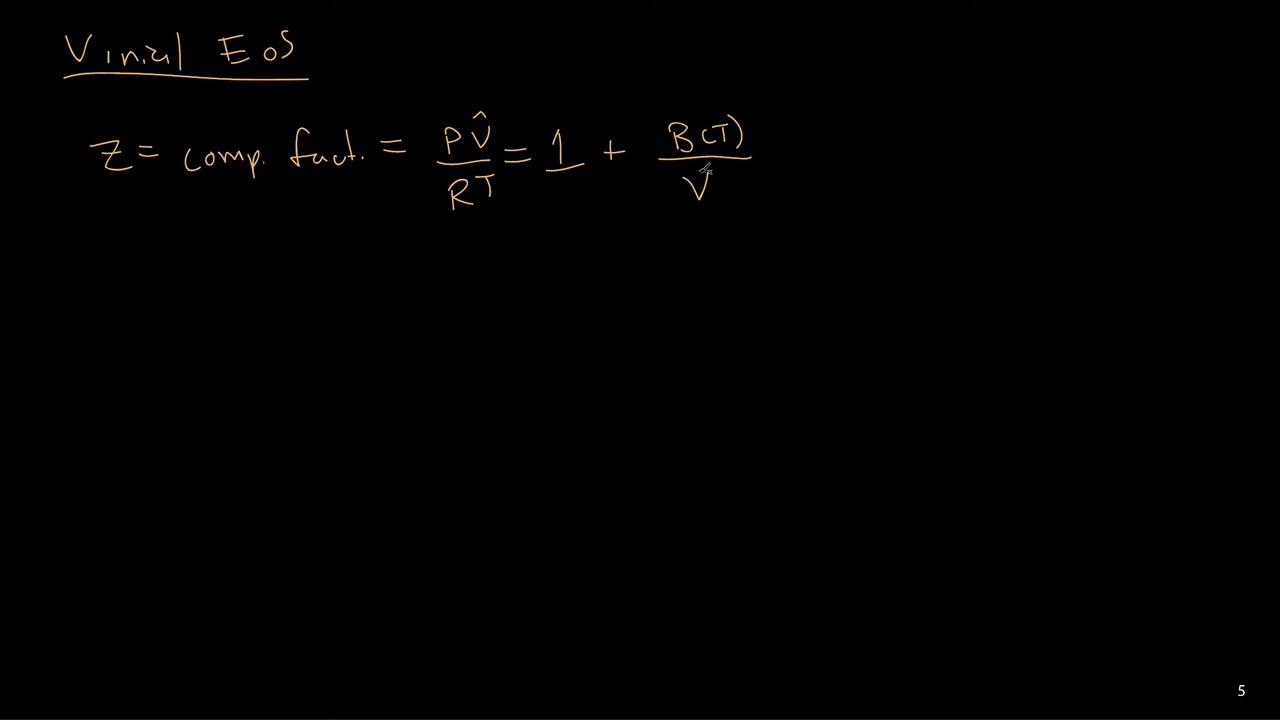 Virial EoS
Z = comp. fact. = PV̂/RT = 1 + B(T)/V
5